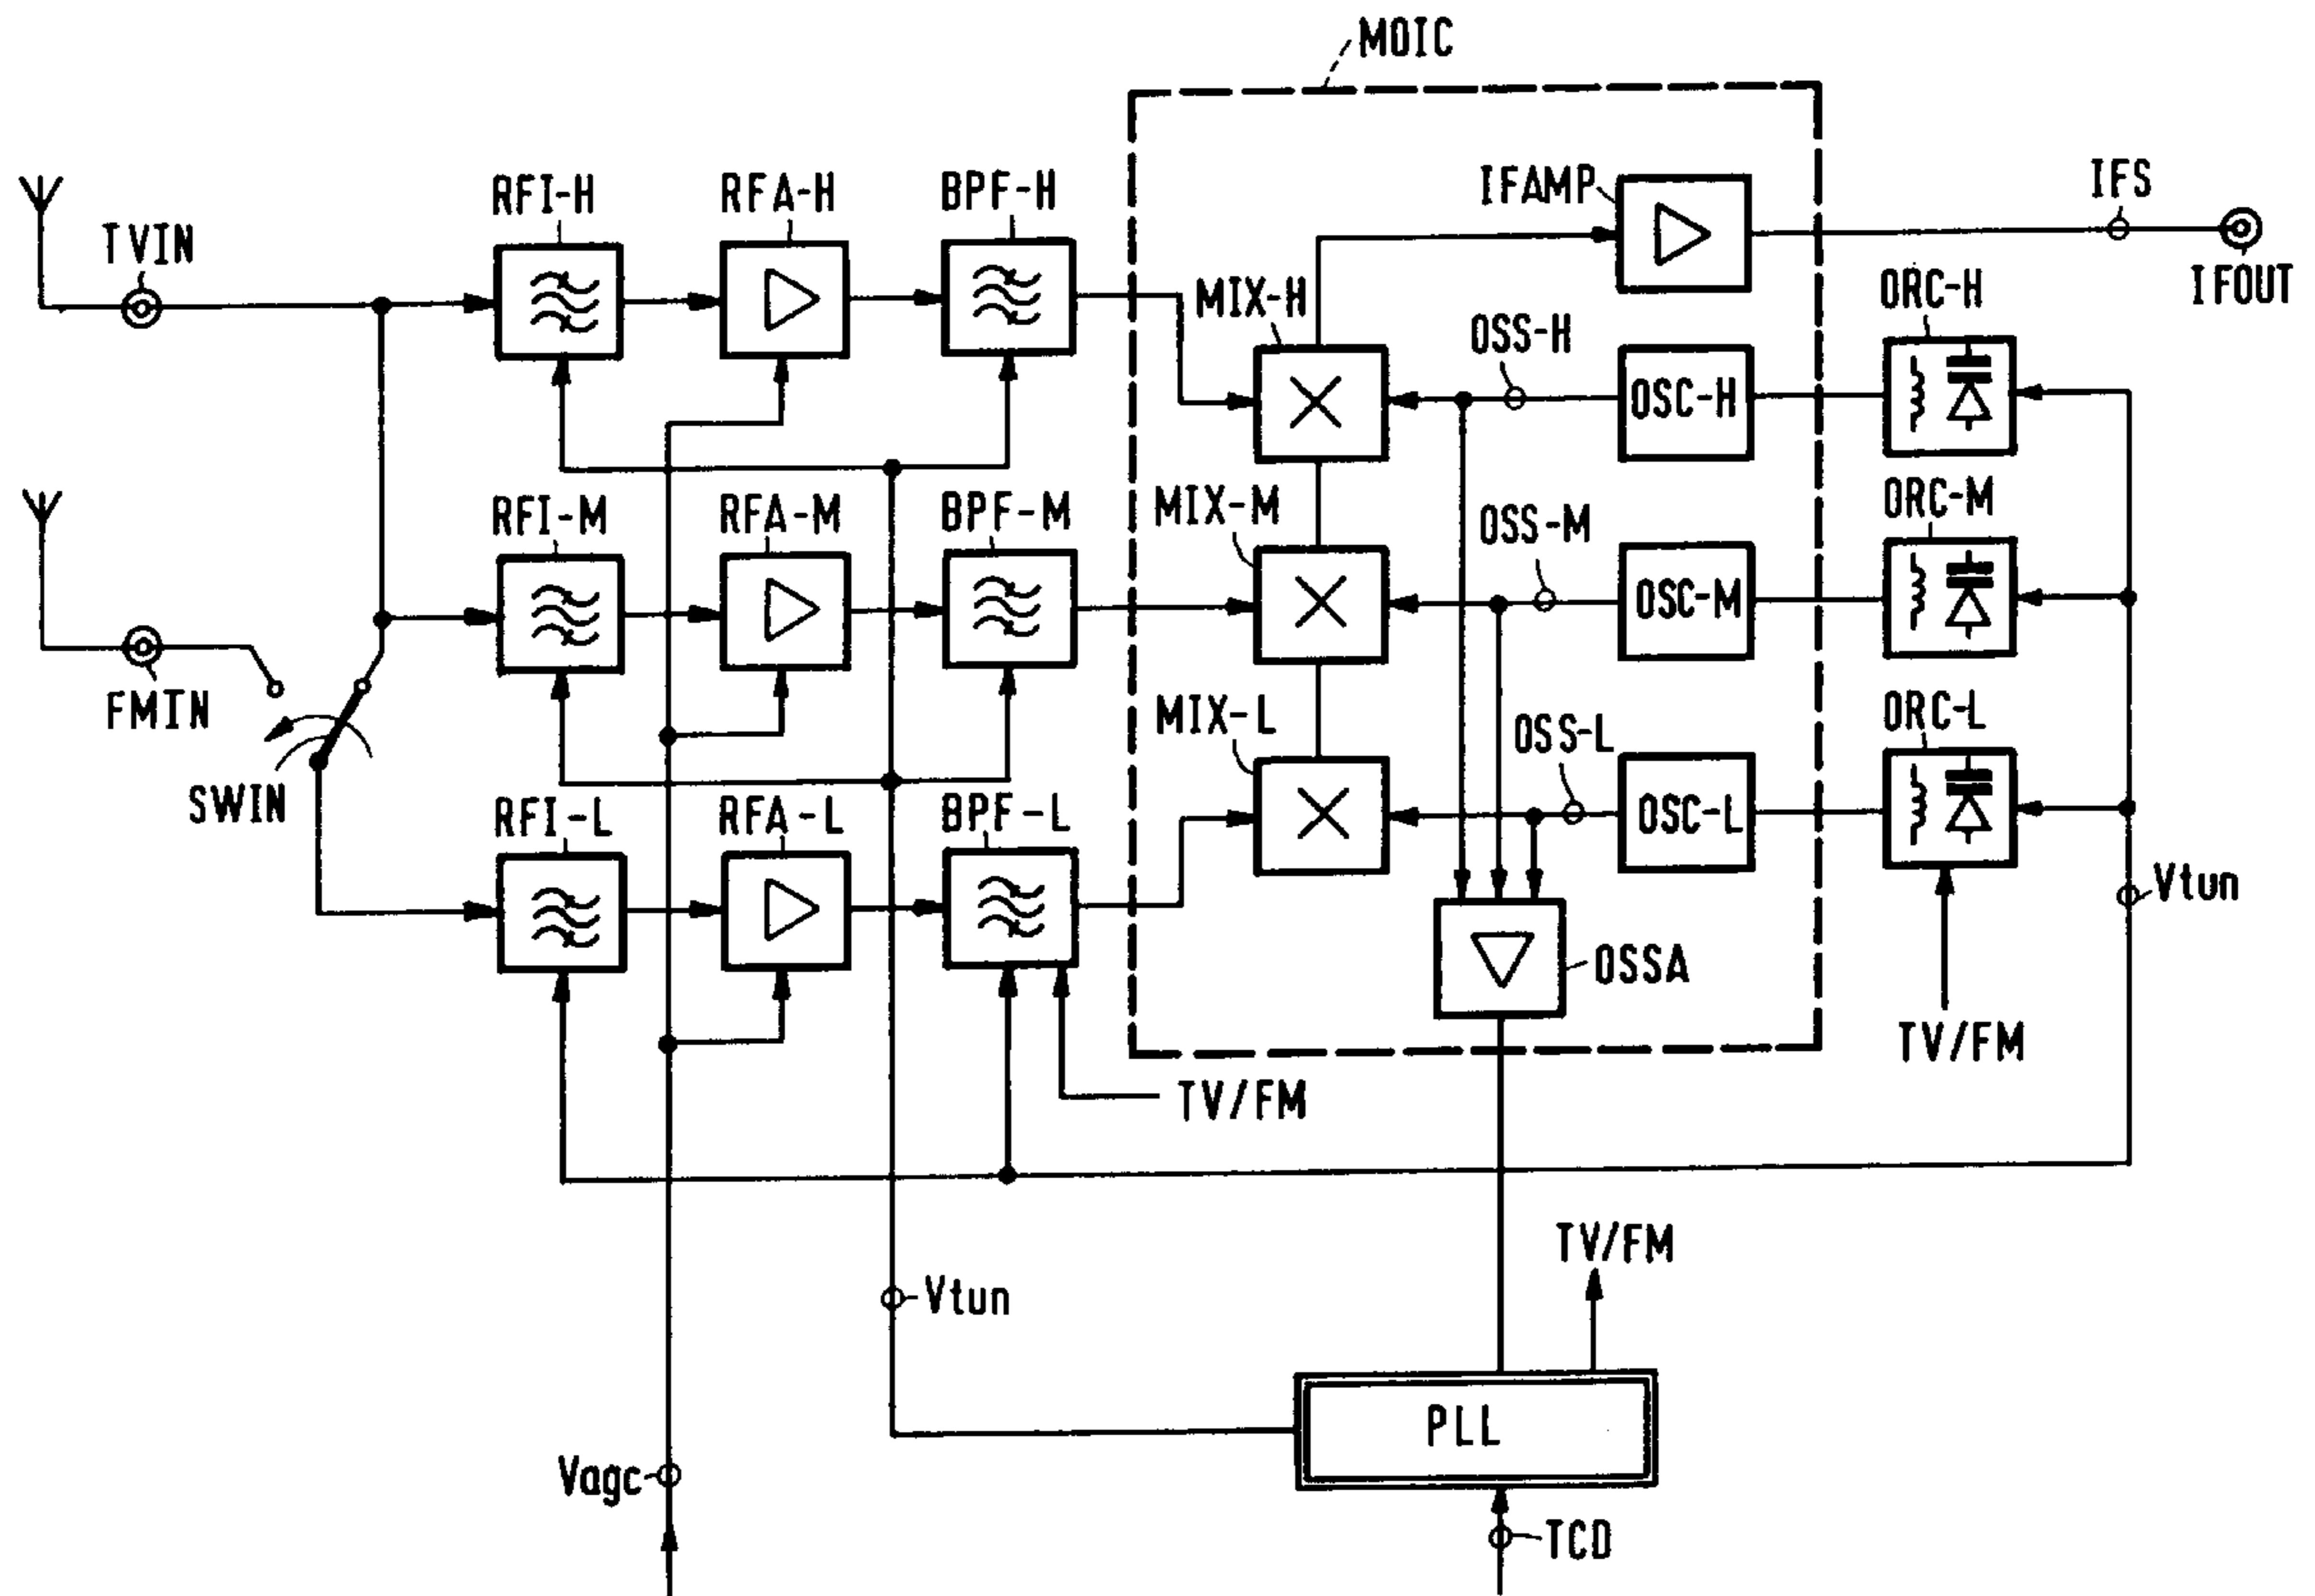 MOIC
IFAMP
IFS
IFOUT
TVIN
RFI-H
RFA-H
BPF-H
MIX-H
OSS-H
OSC-H
ORC-H
RFI-M
RFA-M
BPF-M
MIX-M
OSS-M
OSC-M
ORC-M
FMIN
SWIN
RFI-L
RFA-L
BPF-L
MIX-L
OSS-L
OSC-L
ORC-L
Vtun
OSSA
TV/FM
TV/FM
TV/FM
Vtun
PLL
Vagc
TCD